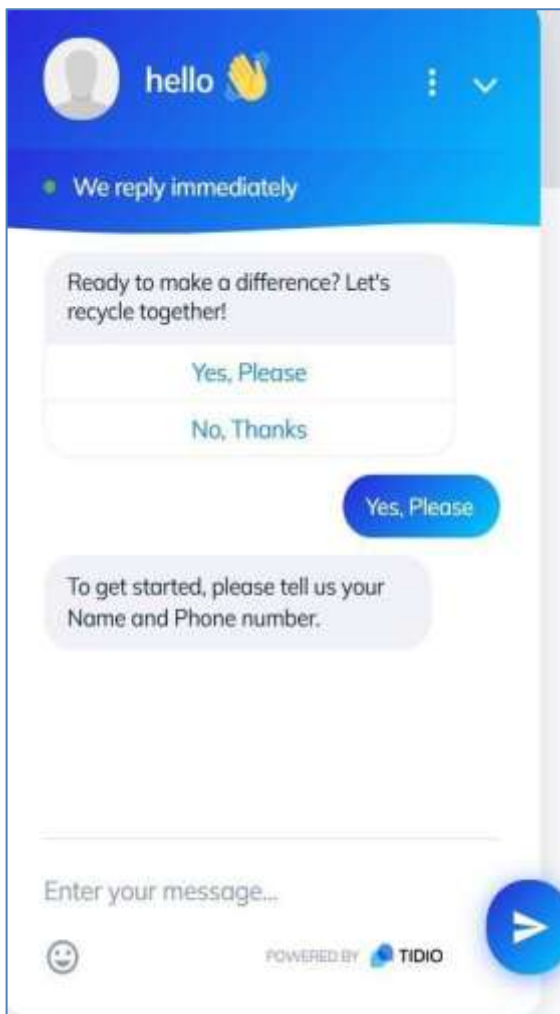 hello 👋
We reply immediately
Ready to make a difference? Let's
recycle together!
Yes, Please
No, Thanks
Yes, Please
To get started, please tell us your
Name and Phone number.
Enter your message...
POWERED BY TIDIO